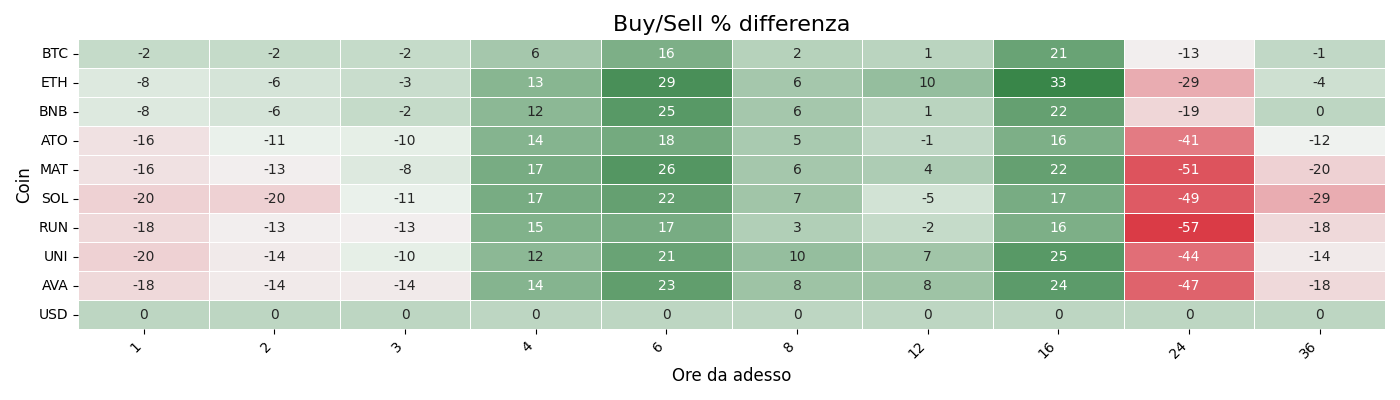 Buy/Sell % differenza
Coin
BTC -2 -2 -2 6 16 2 1 21 -13 -1
ETH -8 -6 -3 13 29 6 10 33 -29 -4
BNB -8 -6 -2 12 25 6 1 22 -19 0
ATO -16 -11 -10 14 18 5 -1 16 -41 -12
MAT -16 -13 -8 17 26 6 4 22 -51 -20
SOL -20 -20 -11 17 22 7 -5 17 -49 -29
RUN -18 -13 -13 15 17 3 -2 16 -57 -18
UNI -20 -14 -10 12 21 10 7 25 -44 -14
AVA -18 -14 -14 14 23 8 8 24 -47 -18
USD 0 0 0 0 0 0 0 0 0 0
1 2 3 4 6 8 12 16 24 36
Ore da adesso